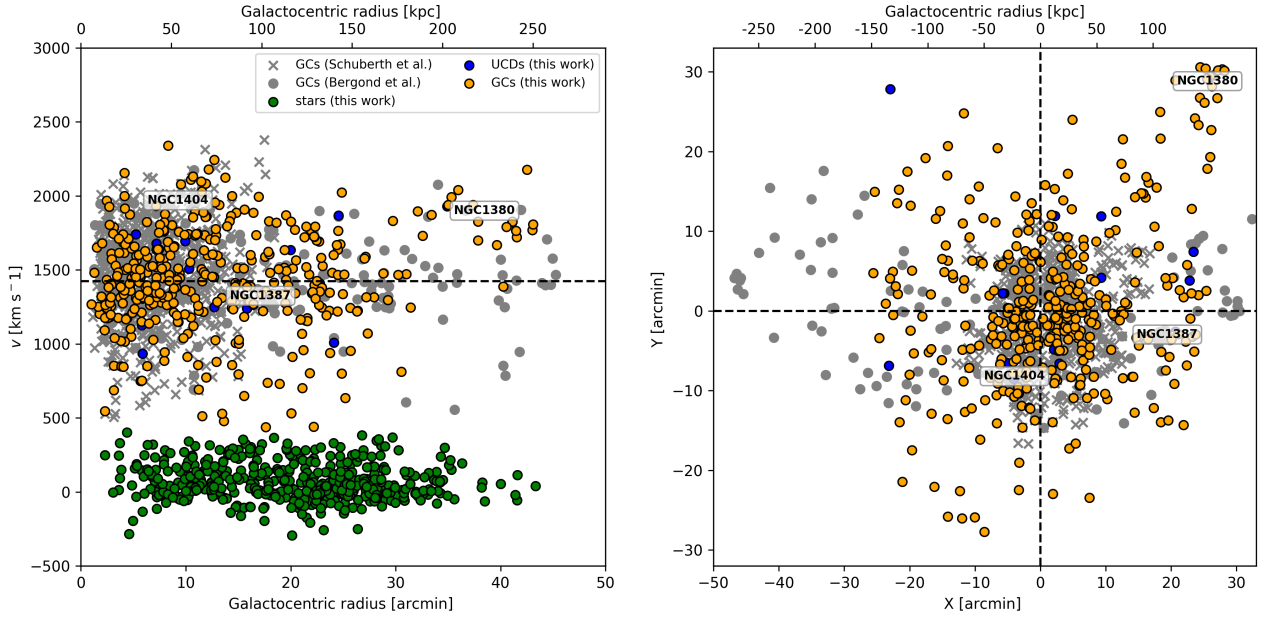 Galactocentric radius [kpc]
0 50 100 150 200 250
3000
2500
2000
1500
1000
500
0
−500
v [km s − 1]
× GCs (Schuberth et al.)
GCs (Bergond et al.)
stars (this work)
UCDs (this work)
GCs (this work)
NGC1404
NGC1380
NGC1387
0 10 20 30 40 50
Galactocentric radius [arcmin]
Galactocentric radius [kpc]
-250 -200 -150 -100 -50 0 50 100
30
20
10
0
−10
−20
−30
Y [arcmin]
NGC1380
NGC1387
NGC1404
−50 −40 −30 −20 −10 0 10 20 30
X [arcmin]